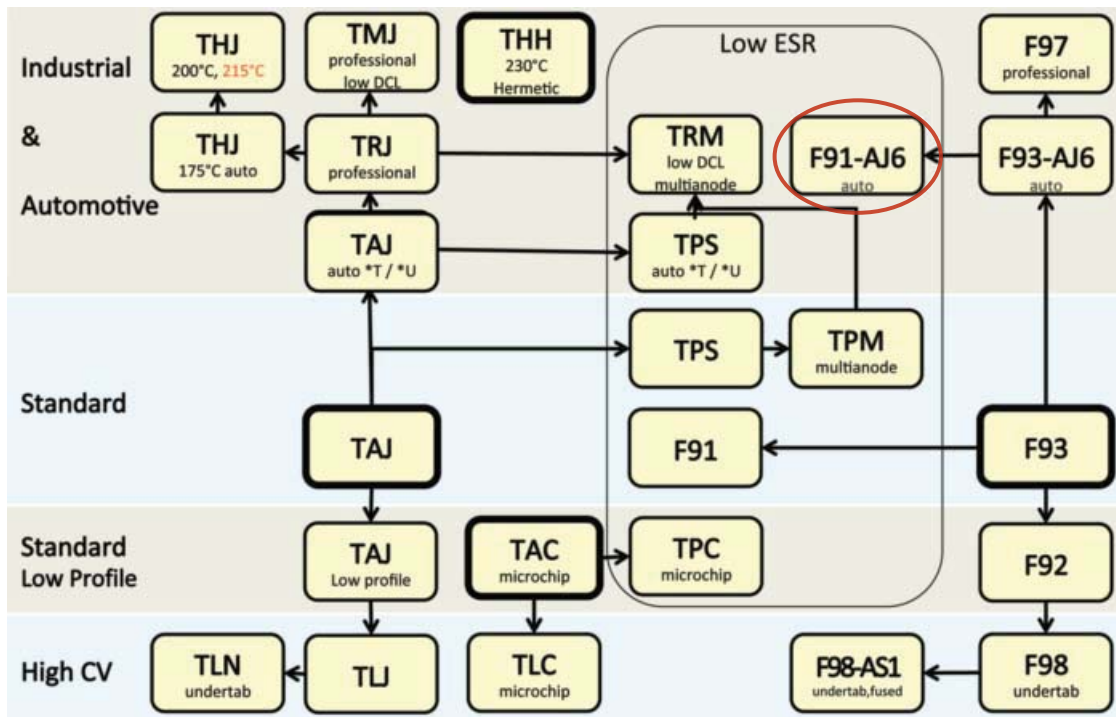 Industrial
&
Automotive
THJ
200°C, 215°C
TMJ
professional
low DCL
THH
230°C
Hermetic
Low ESR
F97
professional
THJ
175°C auto
TRJ
professional
TRM
low DCL
multianode
F91-AJ6
auto
F93-AJ6
auto
TAJ
auto *T / *U
TPS
auto *T / *U
Standard
TPS
TPM
multianode
TAJ
F91
F93
Standard
Low Profile
TAJ
Low profile
TAC
microchip
TPC
microchip
F92
High CV
TLN
undertab
TLJ
TLC
microchip
F98-AS1
undertab,fused
F98
undertab